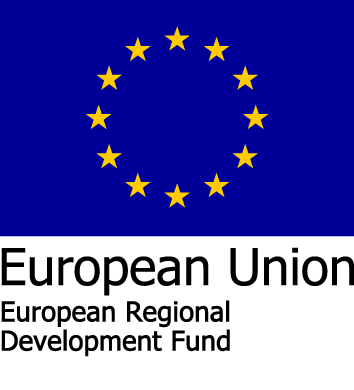 European Union
European Regional
Development Fund